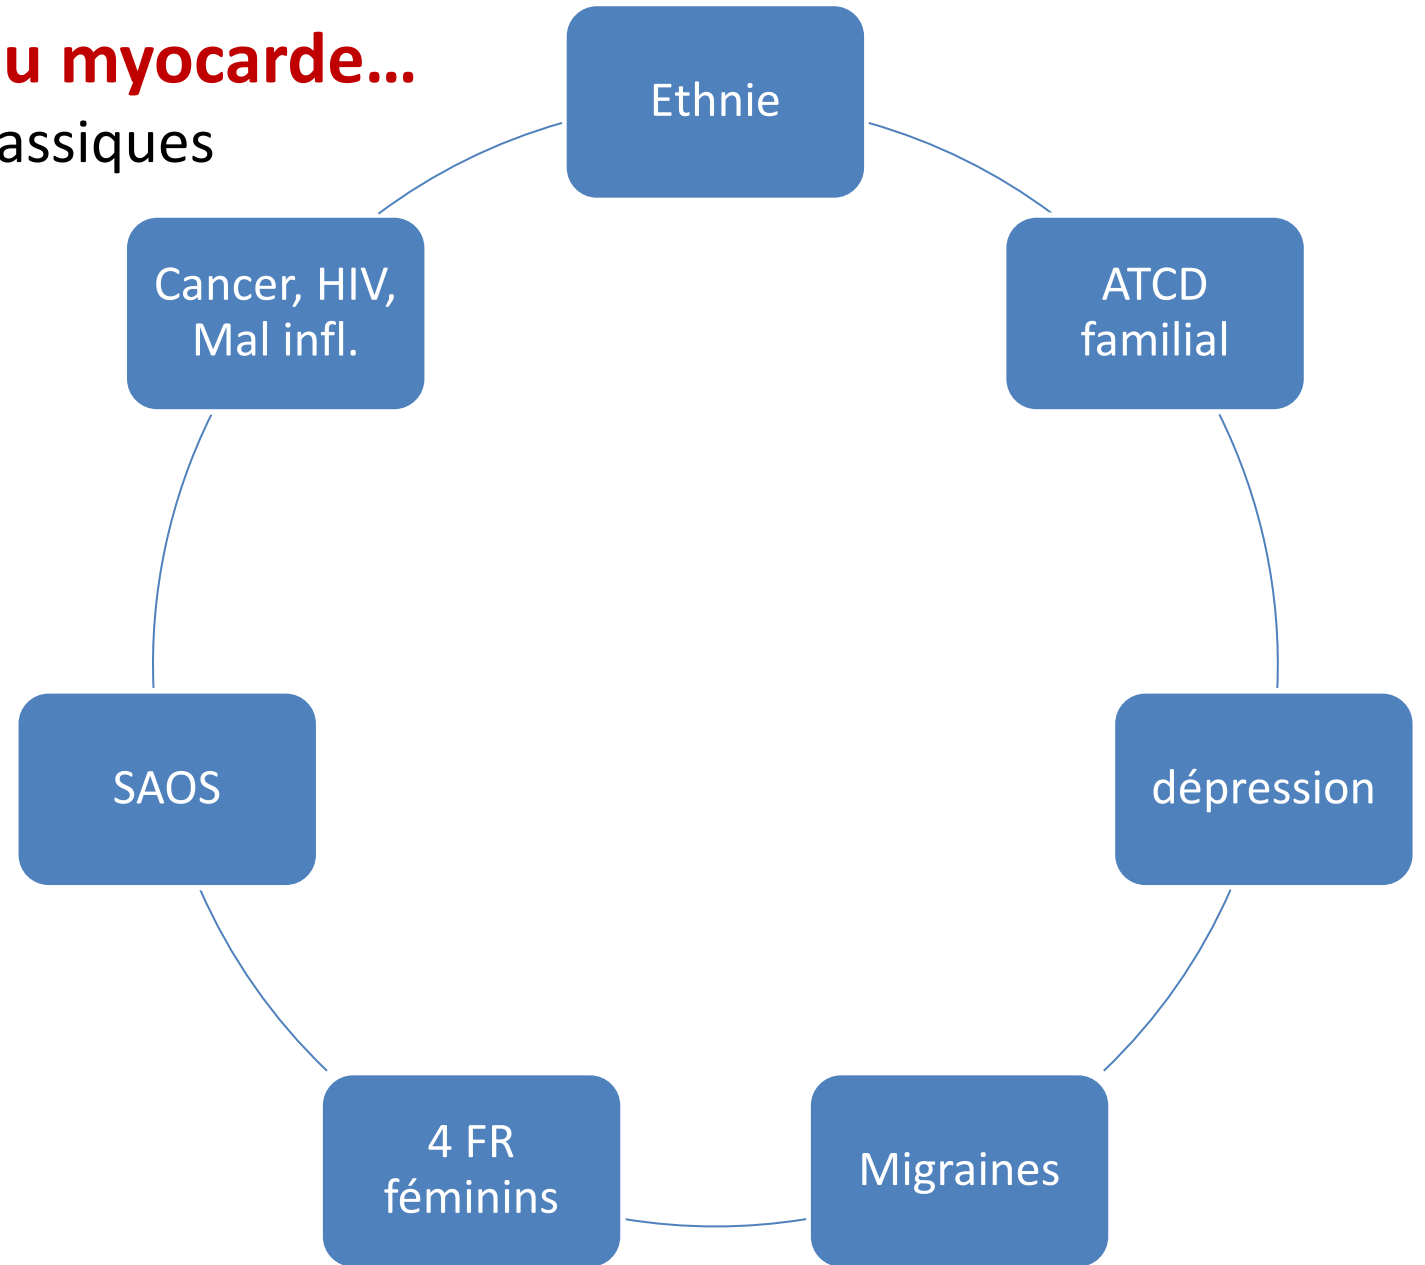 u myocarde...
assiques
Ethnie
ATCD
familial
dépression
Migraines
4 FR
féminins
SAOS
Cancer, HIV,
Mal infl.